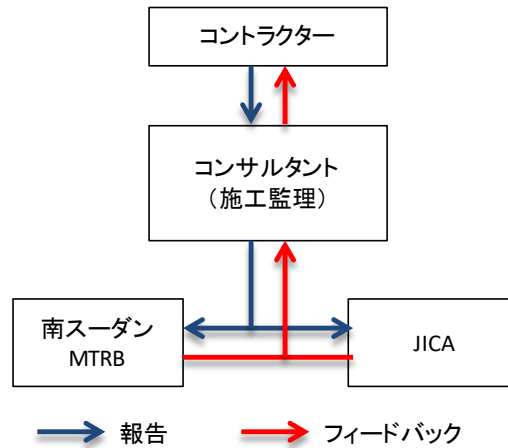 コントラクター
コンサルタント
（施工監理）
南スーダン
MTRB
JICA
報告
フィードバック